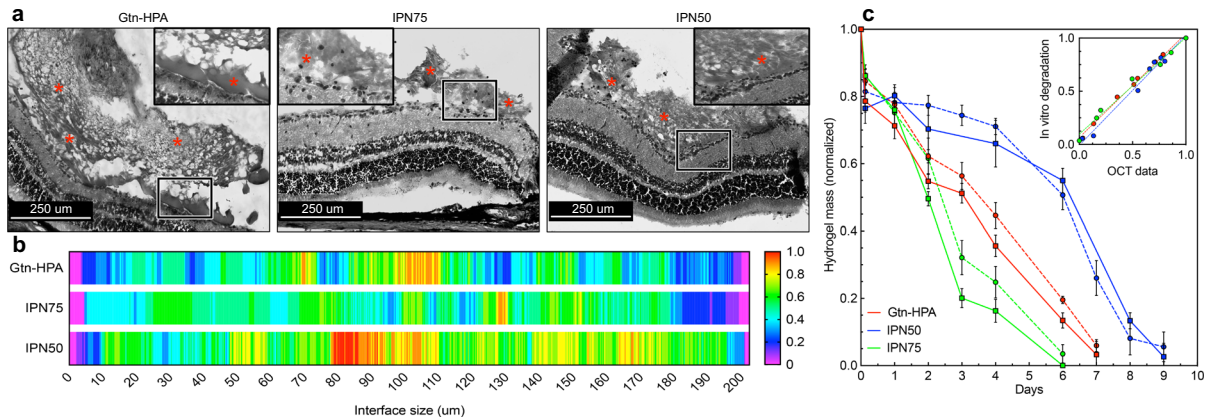 a
Gtn-HPA
IPN75
IPN50
*
*
*
*
*
*
*
*
*
*
*
250 um
250 um
250 um
b
Gtn-HPA
IPN75
IPN50
1.0
0.8
0.6
0.4
0.2
0
0 10 20 30 40 50 60 70 80 90 100 110 120 130 140 150 160 170 180 190 200
Interface size (um)
c
Hydrogel mass (normalized)
1.0
0.8
0.6
0.4
0.2
0.0
0 1 2 3 4 5 6 7 8 9 10
Days
Gtn-HPA
IPN50
IPN75
In vitro degradation
1.0
0.5
0.0
0.0 0.5 1.0
OCT data